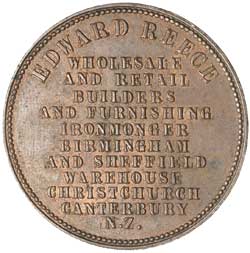 EDWARD REECE
WHOLESALE
AND RETAIL
BUILDERS
AND FURNISHING
IRONMONGER
BIRMINGHAM
AND SHEFFIELD
WAREHOUSE
CHRISTCHURCH
CANTERBURY
N.Z.